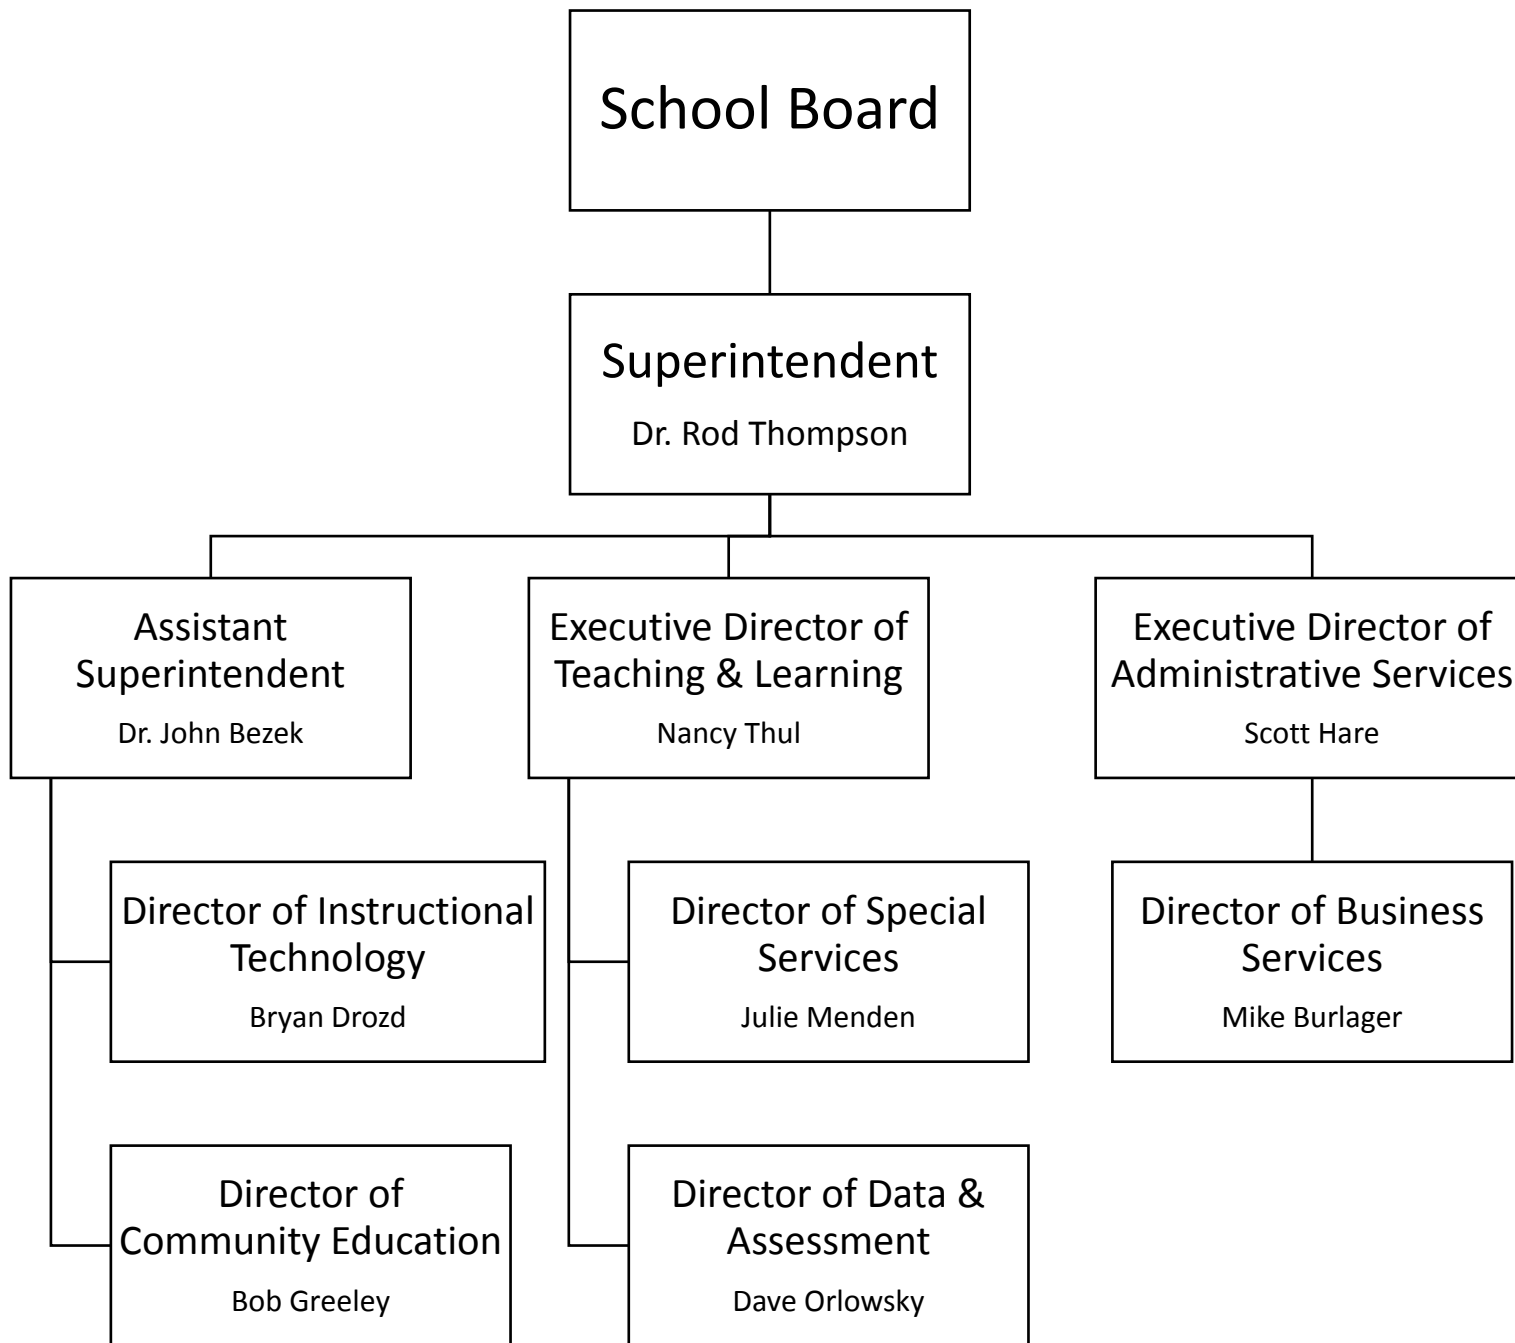 School Board
Superintendent
Dr. Rod Thompson
Assistant
Superintendent
Dr. John Bezek
Executive Director of
Teaching & Learning
Nancy Thul
Executive Director of
Administrative Services
Scott Hare
Director of Instructional
Technology
Bryan Drozd
Director of Special
Services
Julie Menden
Director of Business
Services
Mike Burlager
Director of
Community Education
Bob Greeley
Director of Data &
Assessment
Dave Orlowsky